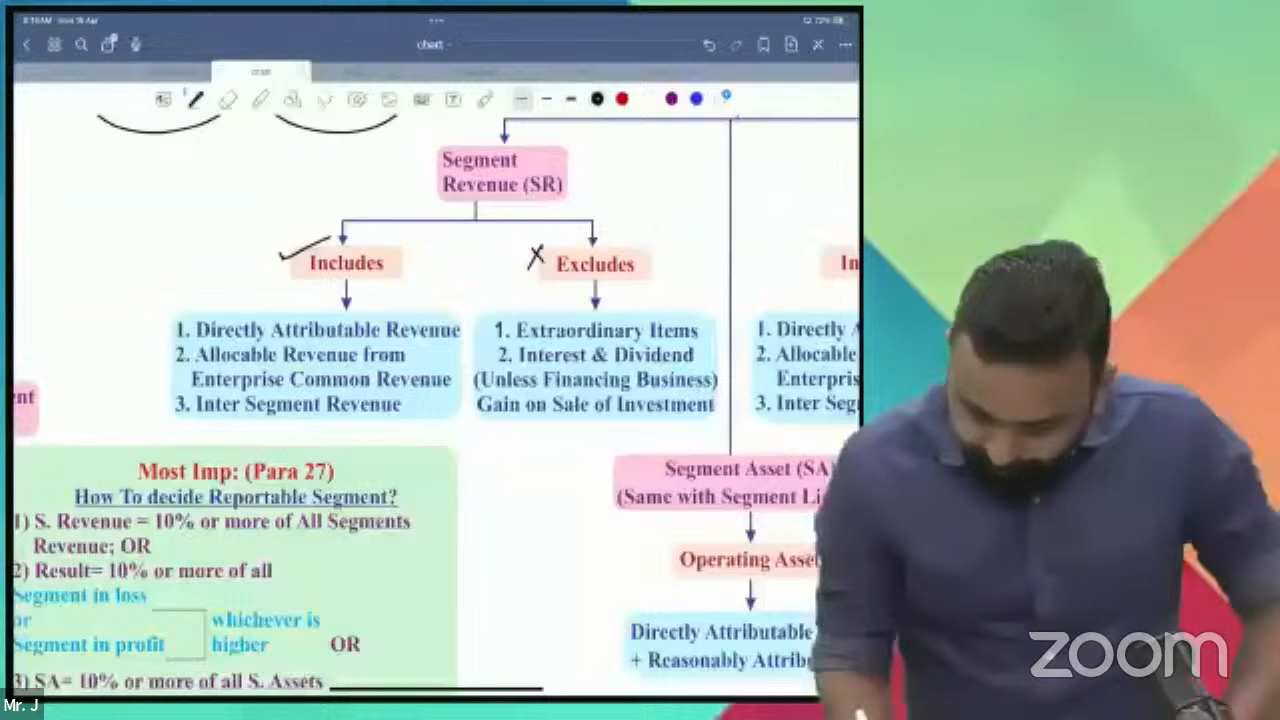 chart
Segment
Revenue (SR)
Includes
Excludes
In
1. Directly Attributable Revenue
2. Allocable Revenue from
Enterprise Common Revenue
3. Inter Segment Revenue
1. Extraordinary Items
2. Interest & Dividend
(Unless Financing Business)
Gain on Sale of Investment
1. Directly A
2. Allocable
Enterpris
3. Inter Seg
nt
Most Imp: (Para 27)
How To decide Reportable Segment?
1) S. Revenue = 10% or more of All Segments
Revenue; OR
2) Result= 10% or more of all
Segment in loss
or
whichever is
Segment in profit
higher
OR
3) SA= 10% or more of all S. Assets
Segment Asset (SA)
(Same with Segment Li
Operating Asset
Directly Attributable
+ Reasonably Attrib
zoom
Mr. J